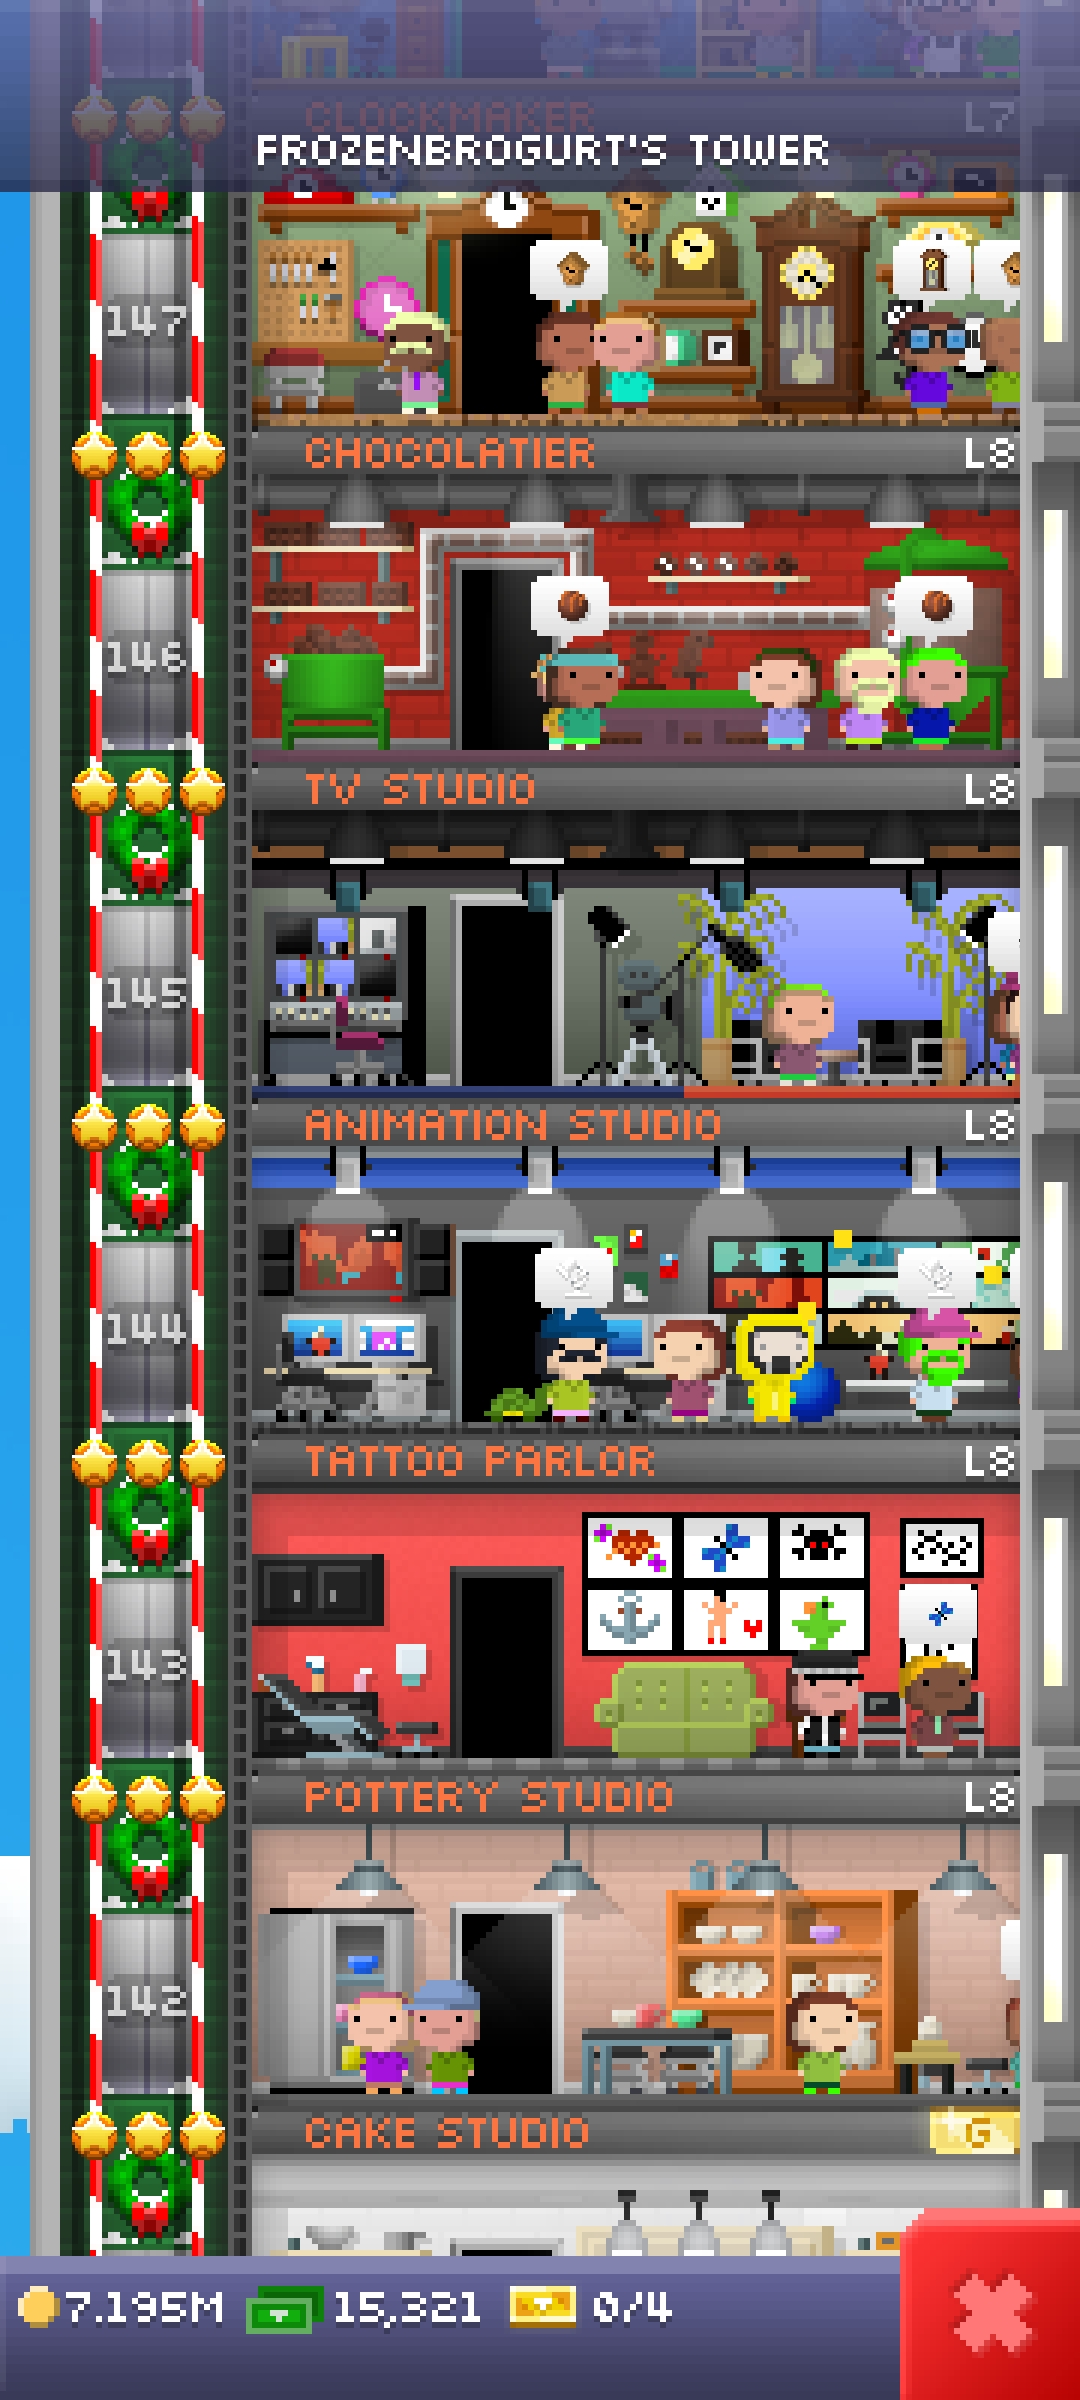 CLOCKMAKER L7
FROZENBROGURT'S TOWER
147
CHOCOLATIER L8
146
TV STUDIO L8
145
ANIMATION STUDIO L8
144
TATTOO PARLOR L8
143
POTTERY STUDIO L8
142
CAKE STUDIO G
7.195M 15,321 0/4